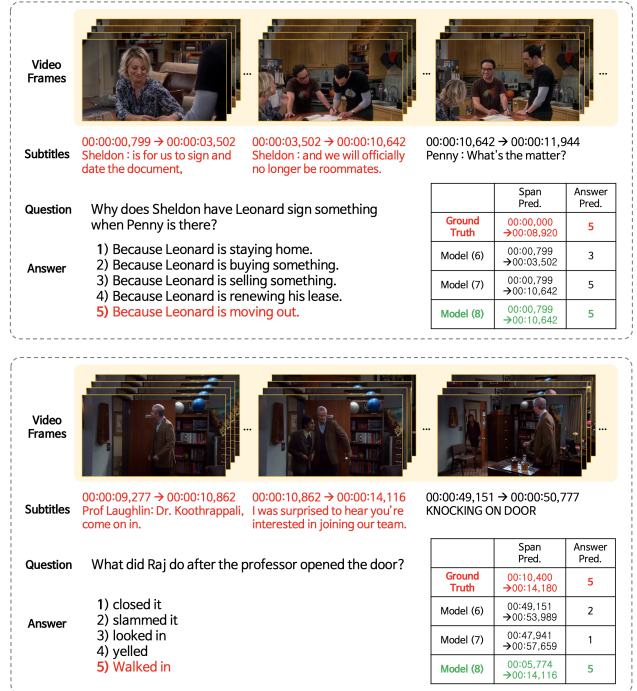 Video
Frames
...
...
...
Subtitles
00:00:00,799 → 00:00:03,502
Sheldon : is for us to sign and
date the document,
00:00:03,502 → 00:00:10,642
Sheldon : and we will officially
no longer be roommates.
00:00:10,642 → 00:00:11,944
Penny : What's the matter?
Question
Why does Sheldon have Leonard sign something
when Penny is there?
Answer
1) Because Leonard is staying home.
2) Because Leonard is buying something.
3) Because Leonard is selling something.
4) Because Leonard is renewing his lease.
5) Because Leonard is moving out.
Span
Pred.
Answer
Pred.
Ground
Truth
00:00,000
→00:08,920
5
Model (6)
00:00,799
→00:03,502
3
Model (7)
00:00,799
→00:10,642
5
Model (8)
00:00,799
→00:10,642
5
Video
Frames
...
...
...
Subtitles
00:00:09,277 → 00:00:10,862
Prof Laughlin: Dr. Koothrappali,
come on in.
00:00:10,862 → 00:00:14,116
I was surprised to hear you're
interested in joining our team.
00:00:49,151 → 00:00:50,777
KNOCKING ON DOOR
Question
What did Raj do after the professor opened the door?
Answer
1) closed it
2) slammed it
3) looked in
4) yelled
5) Walked in
Span
Pred.
Answer
Pred.
Ground
Truth
00:10,400
→00:14,180
5
Model (6)
00:49,151
→00:53,989
2
Model (7)
00:47,941
→00:57,659
1
Model (8)
00:05,774
→00:14,116
5